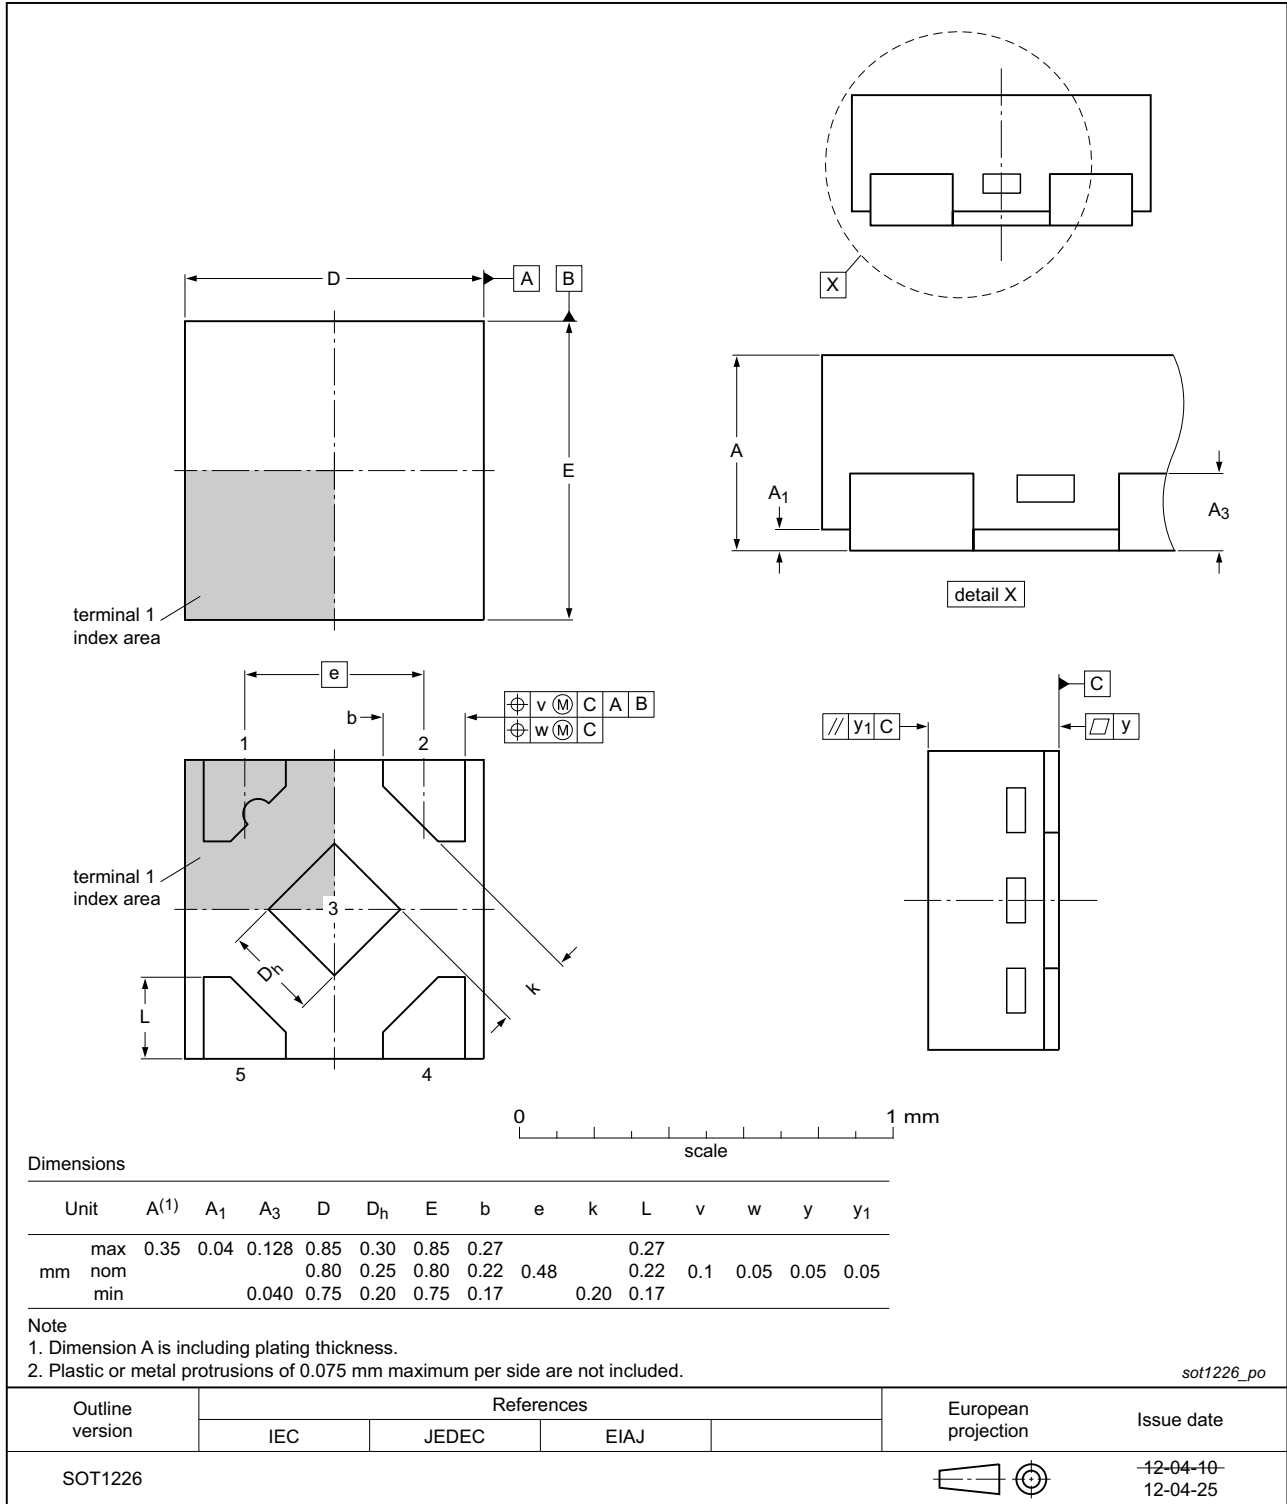 X
D A B
E
terminal 1
index area
A
A1
A3
detail X
e
b
v M C A B
w M C
1 2
terminal 1
index area
3
Dh
k
L
5 4
C
// y1 C
y
0 1 mm
scale
Dimensions
Unit A(1) A1 A3 D Dh E b e k L v w y y1
max 0.35 0.04 0.128 0.85 0.30 0.85 0.27 0.27
mm nom 0.80 0.25 0.80 0.22 0.48 0.22 0.1 0.05 0.05 0.05
min 0.040 0.75 0.20 0.75 0.17 0.20 0.17
Note
1. Dimension A is including plating thickness.
2. Plastic or metal protrusions of 0.075 mm maximum per side are not included.
sot1226_po
Outline
version
References
IEC JEDEC EIAJ
European
projection
Issue date
SOT1226
12-04-10
12-04-25